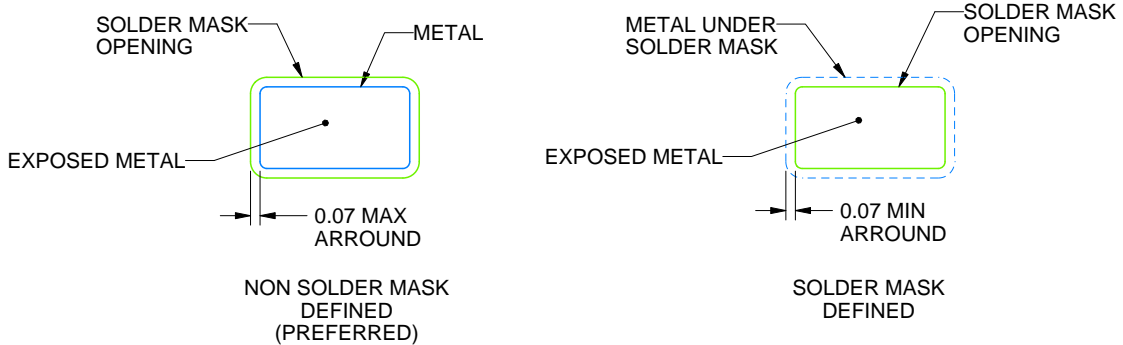 SOLDER MASK
OPENING
METAL
EXPOSED METAL
0.07 MAX
ARROUND
NON SOLDER MASK
DEFINED
(PREFERRED)
METAL UNDER
SOLDER MASK
SOLDER MASK
OPENING
EXPOSED METAL
0.07 MIN
ARROUND
SOLDER MASK
DEFINED